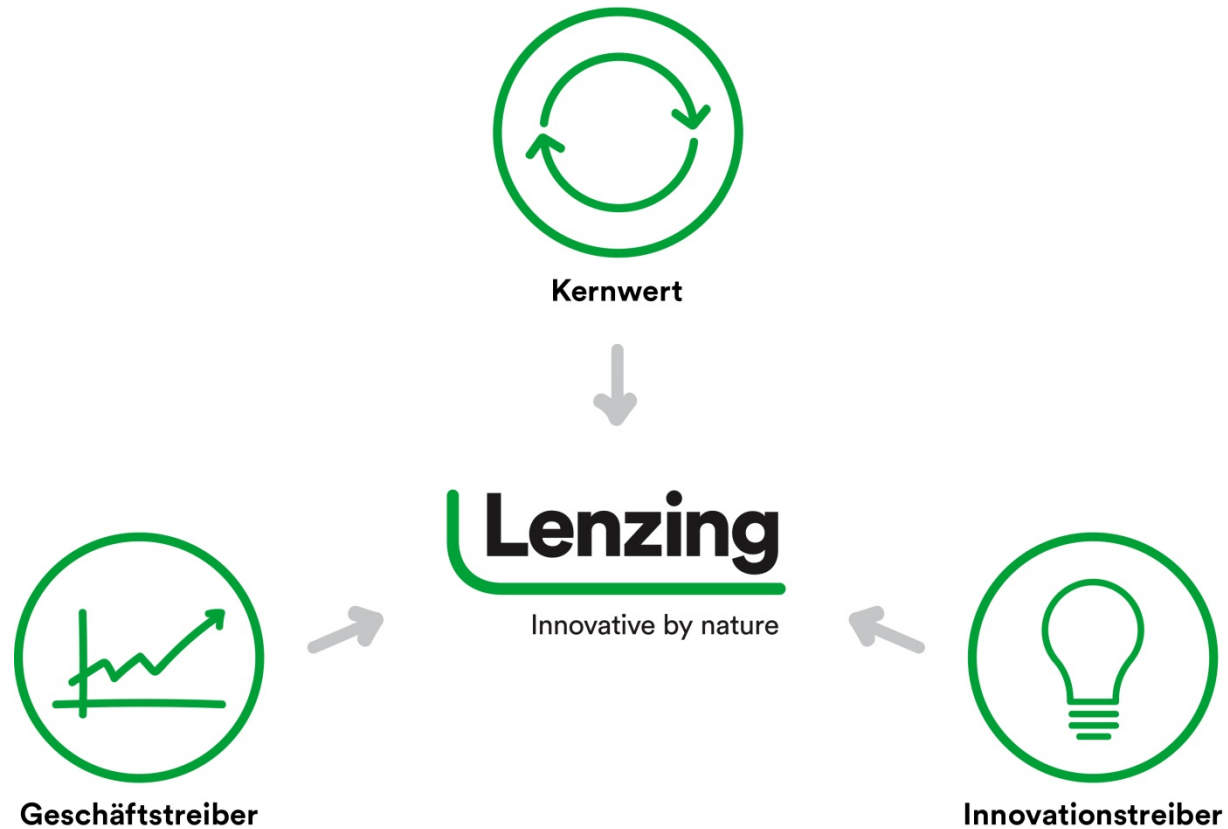 Kernwert
Lenzing
Innovative by nature
Geschäftstreiber
Innovationstreiber